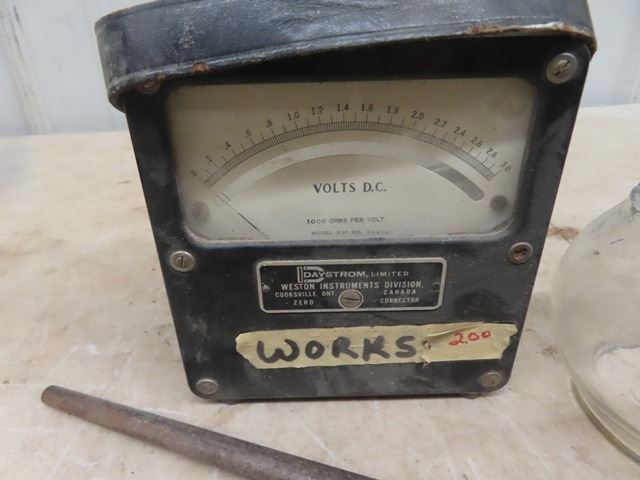 0 .2 .4 .6 .8 1.0 1.2 1.4 1.6 1.8 2.0 2.2 2.4 2.6 2.8 3.0
VOLTS D.C.
1000 OHMS PER VOLT
MODEL
DAYSTROM, LIMITED
WESTON INSTRUMENTS DIVISION,
COOKSVILLE, ONT. CANADA
ZERO CORRECTOR
WORKS 200